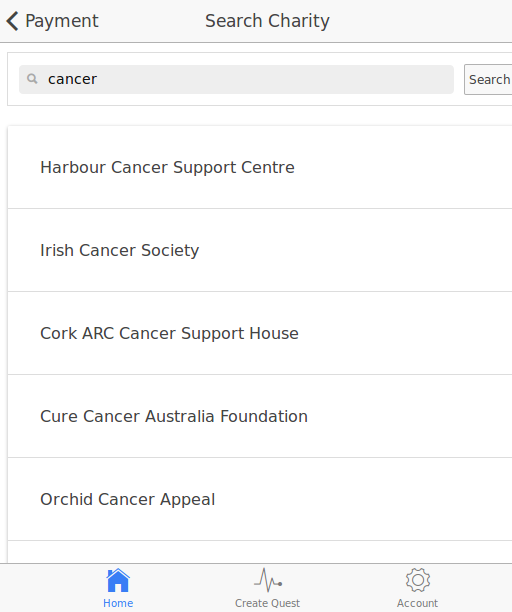 Payment
Search Charity
cancer
Search
Harbour Cancer Support Centre
Irish Cancer Society
Cork ARC Cancer Support House
Cure Cancer Australia Foundation
Orchid Cancer Appeal
Home
Create Quest
Account